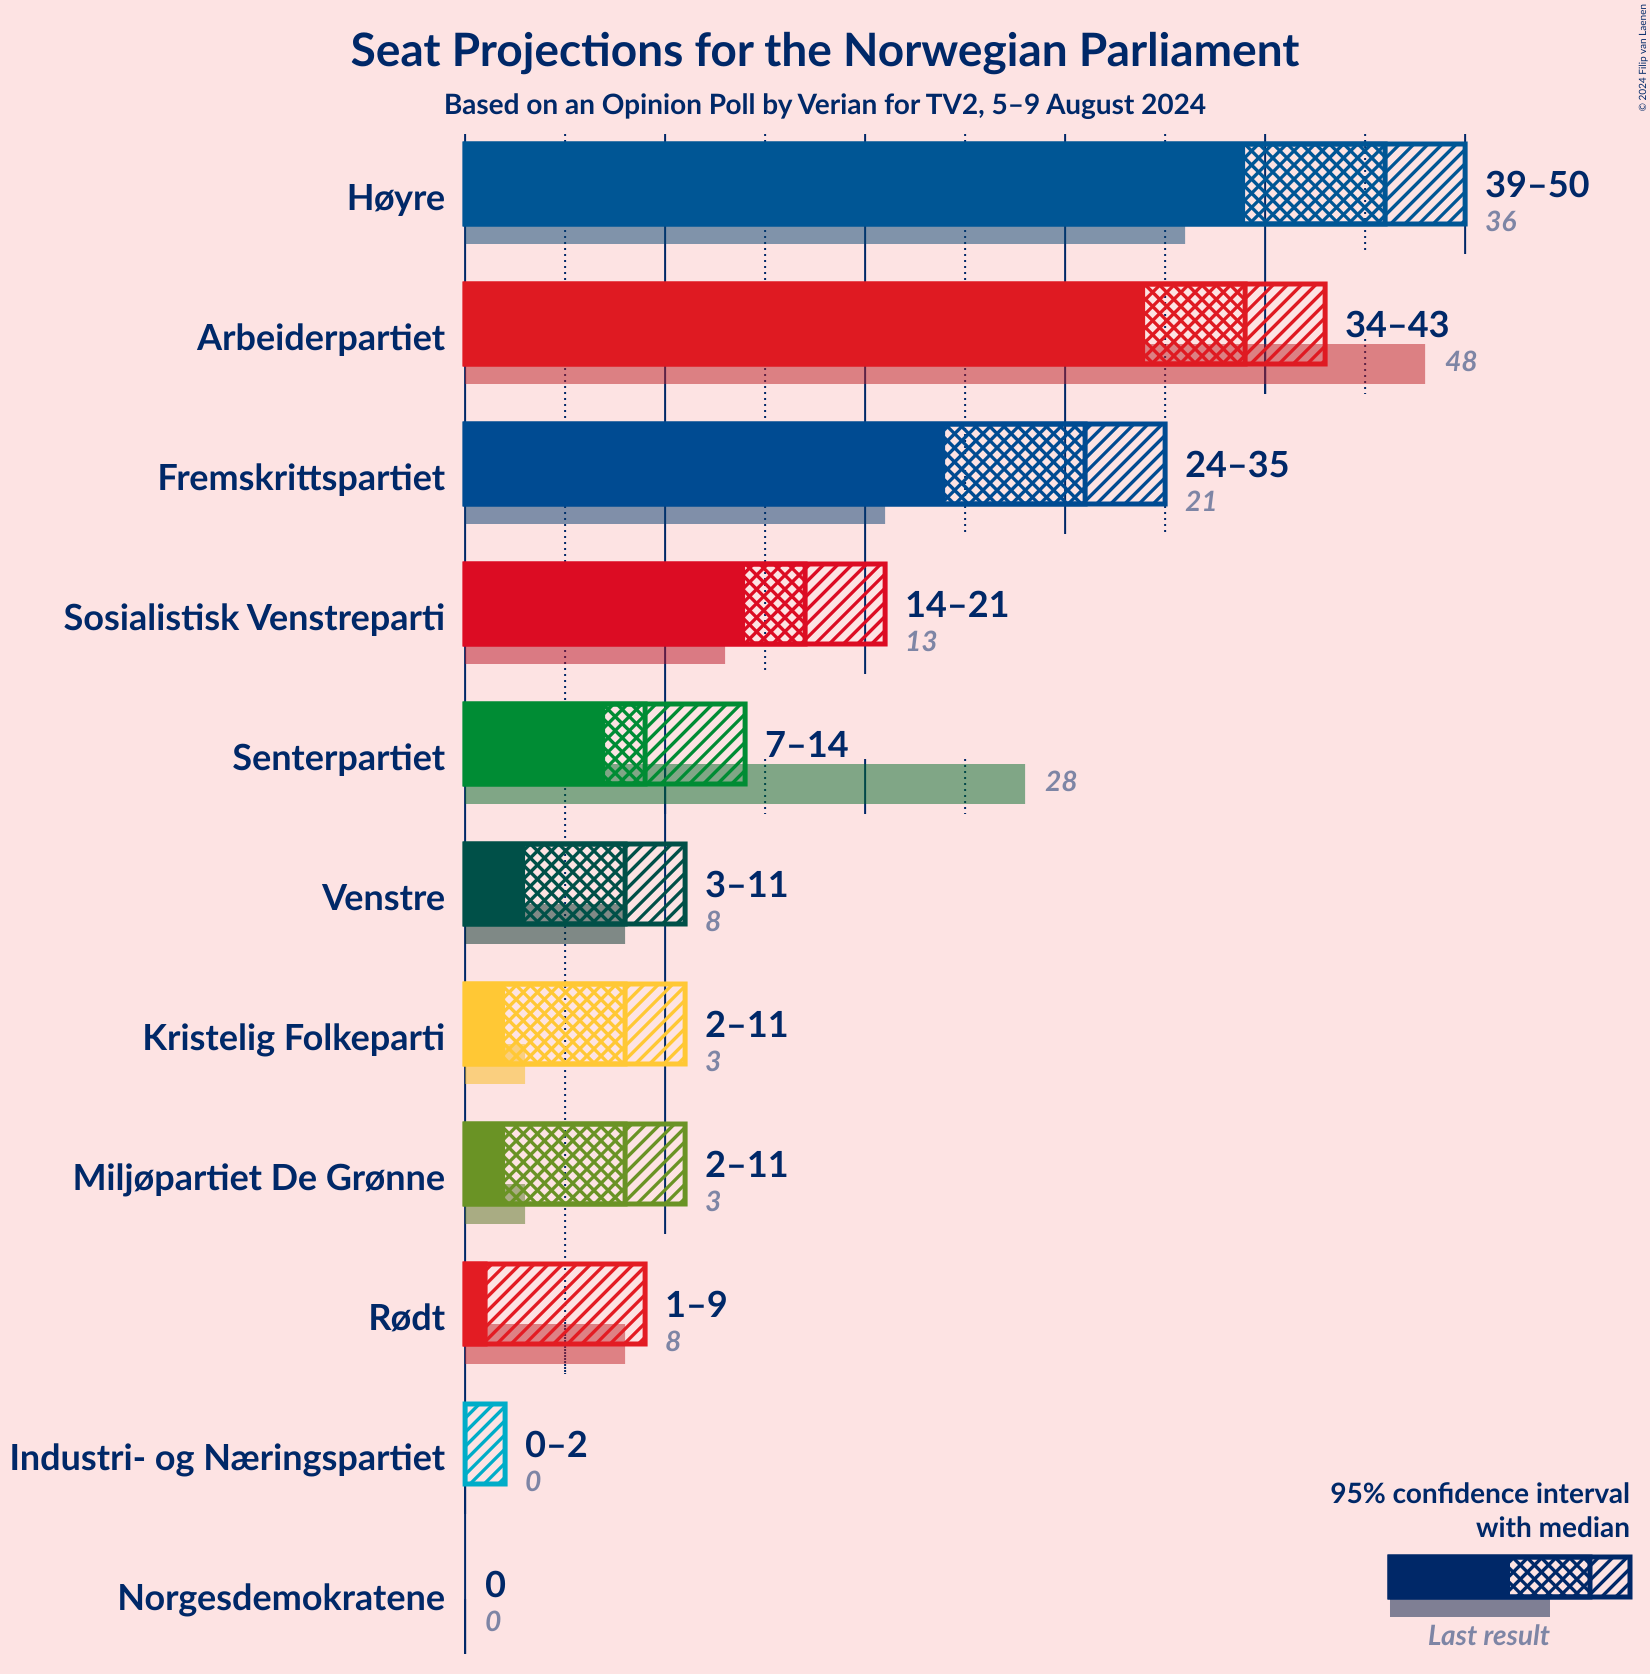 Seat Projections for the Norwegian Parliament
Based on an Opinion Poll by Verian for TV2, 5–9 August 2024
© 2024 Filip van Laenen
Høyre
39–50
36
Arbeiderpartiet
34–43
48
Fremskrittspartiet
24–35
21
Sosialistisk Venstreparti
14–21
13
Senterpartiet
7–14
28
Venstre
3–11
8
Kristelig Folkeparti
2–11
3
Miljøpartiet De Grønne
2–11
3
Rødt
1–9
8
Industri- og Næringspartiet
0–2
0
Norgesdemokratene
0
0
95% confidence interval
with median
Last result